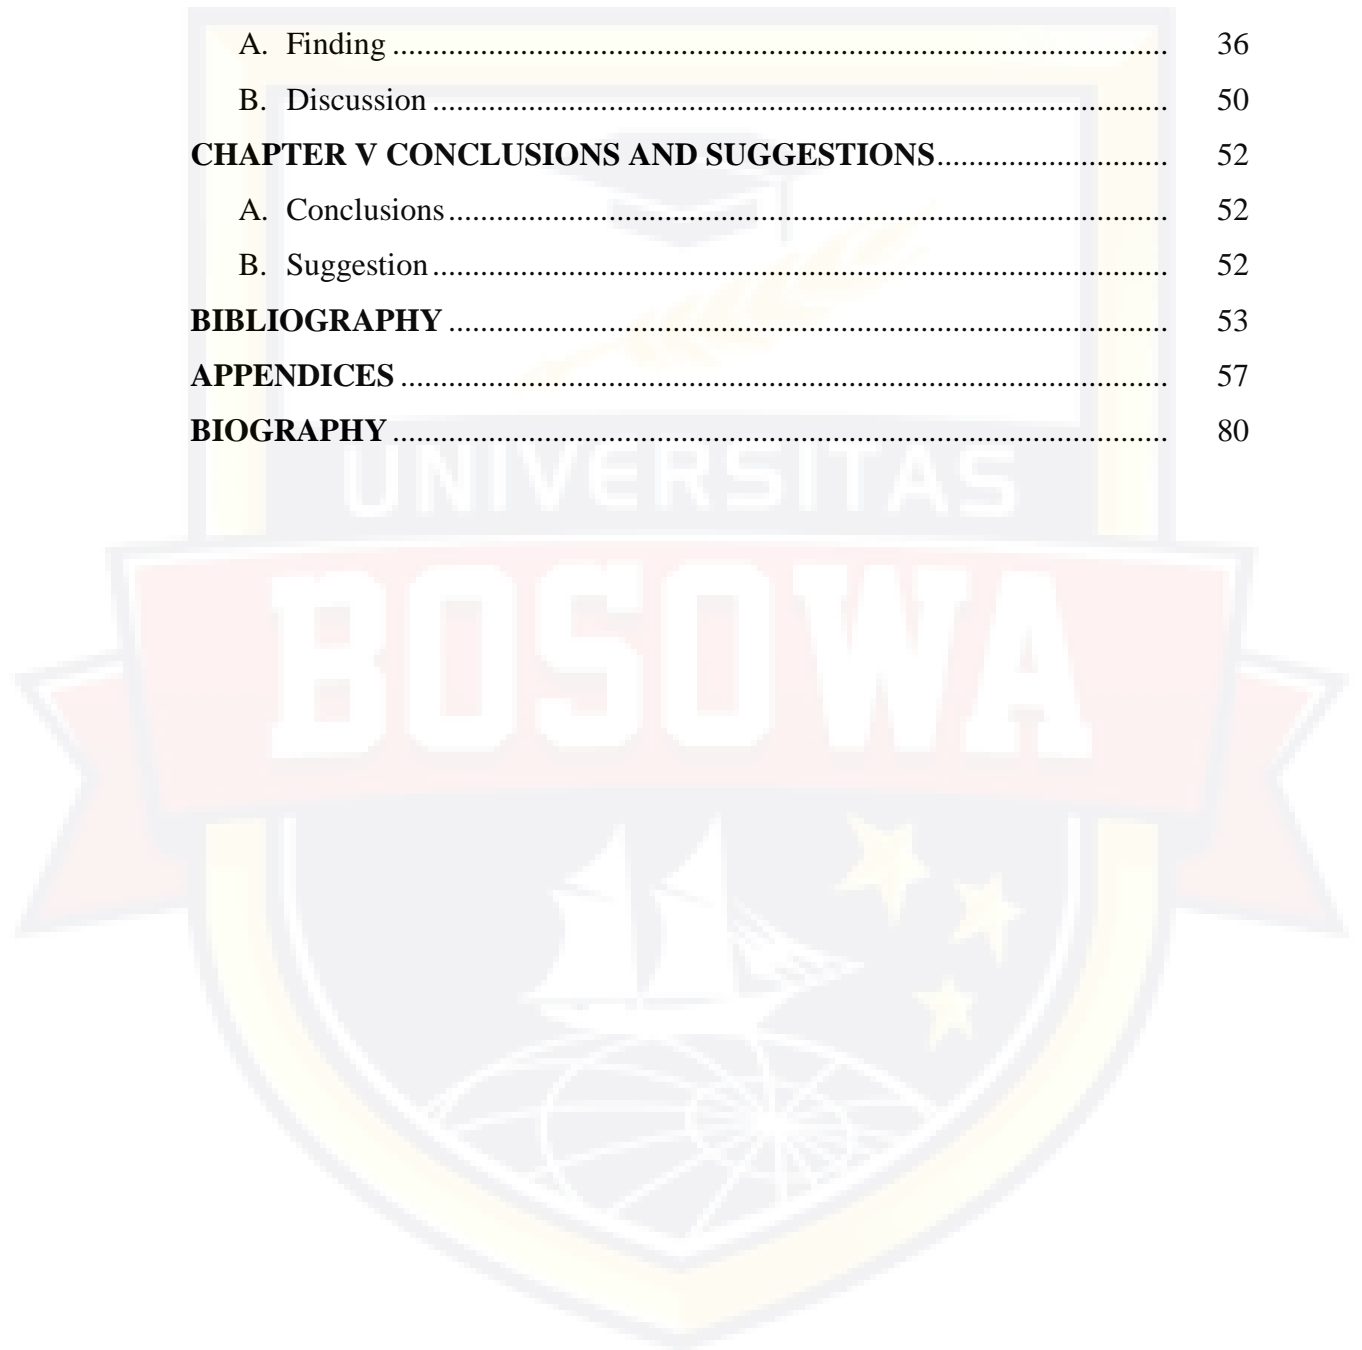 A. Finding ................................................................................................ 36
B. Discussion ........................................................................................... 50
CHAPTER V CONCLUSIONS AND SUGGESTIONS ............................. 52
A. Conclusions ......................................................................................... 52
B. Suggestion ........................................................................................... 52
BIBLIOGRAPHY ......................................................................................... 53
APPENDICES ............................................................................................... 57
BIOGRAPHY ................................................................................................ 80
UNIVERSITAS
BOSOWA